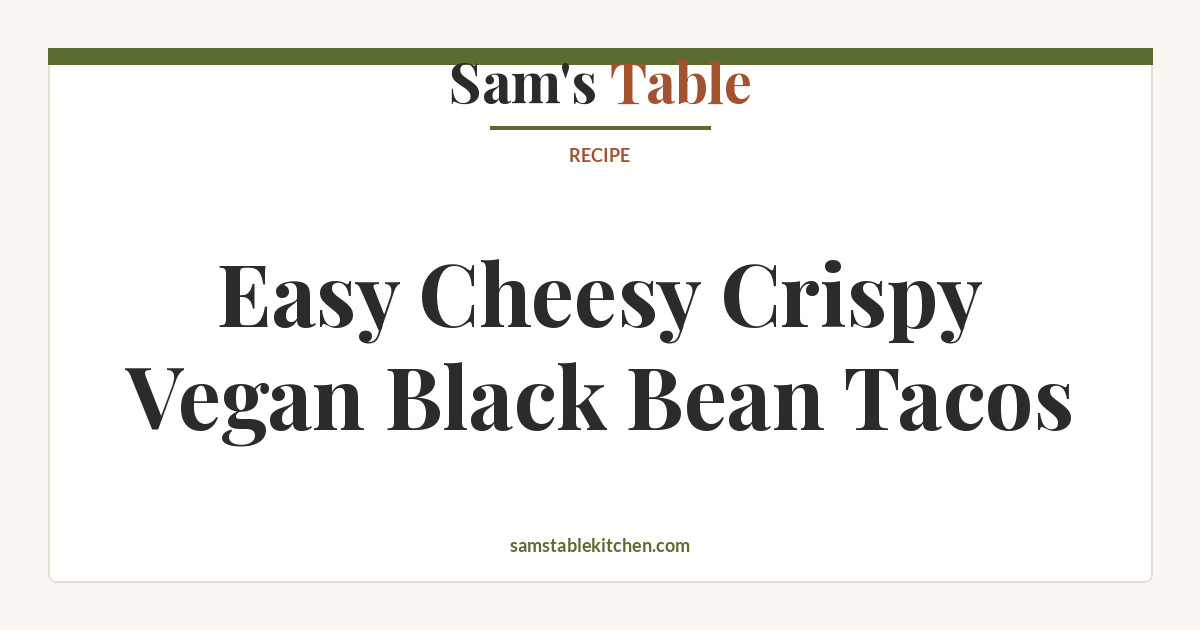 Sam's Table
RECIPE
Easy Cheesy Crispy
Vegan Black Bean Tacos
samstablekitchen.com